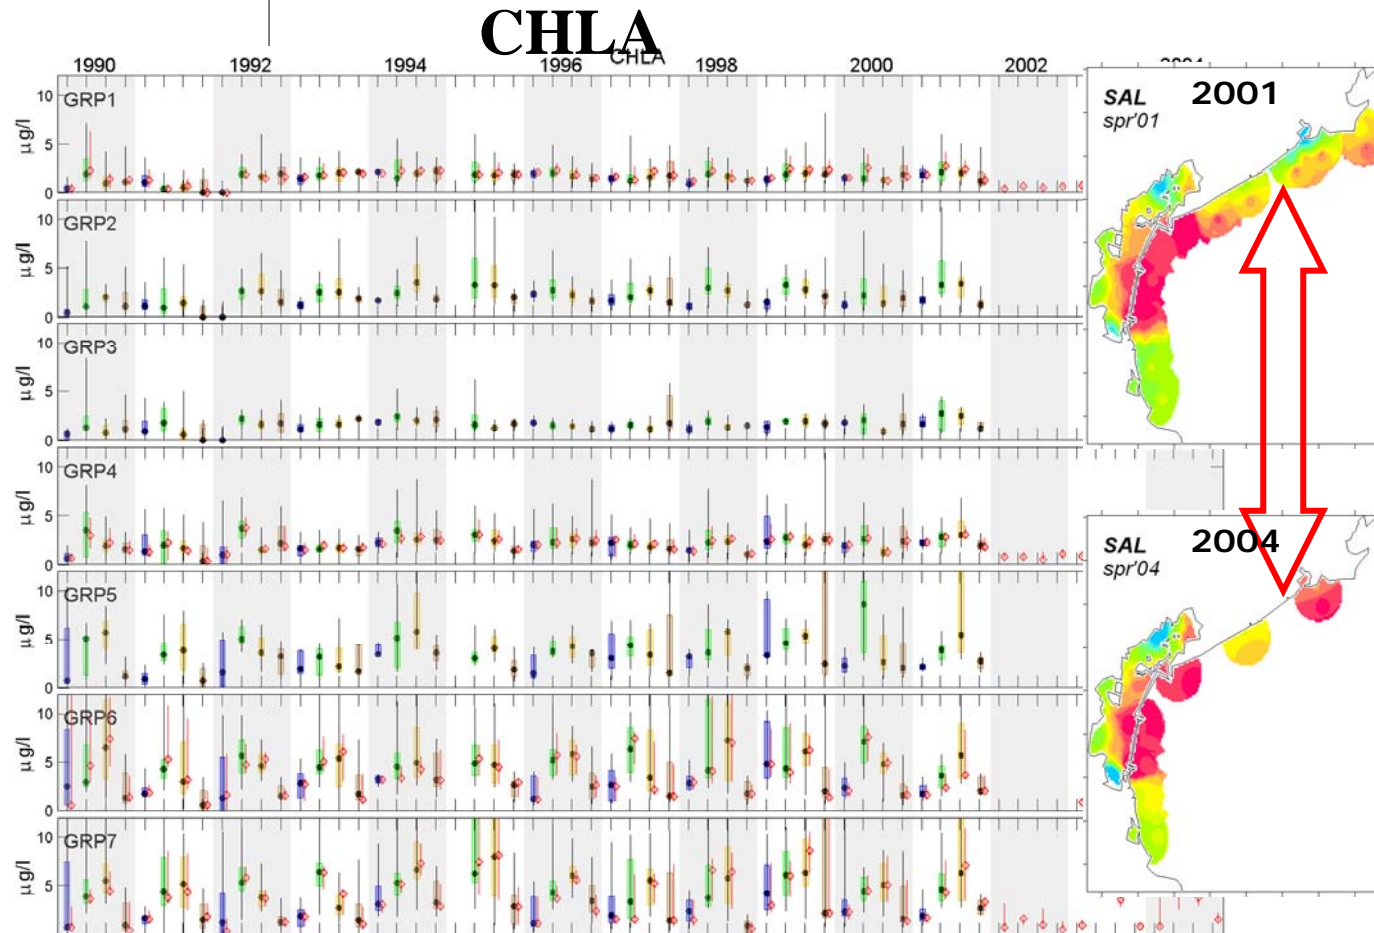 CHLA
CHLA
1990 1992 1994 1996 1998 2000 2002
10 GRP1
5
0
µg/l
10 GRP2
5
0
µg/l
10 GRP3
5
0
µg/l
10 GRP4
5
0
µg/l
10 GRP5
5
0
µg/l
10 GRP6
5
0
µg/l
10 GRP7
5
µg/l
SAL 2001
spr'01
SAL 2004
spr'04